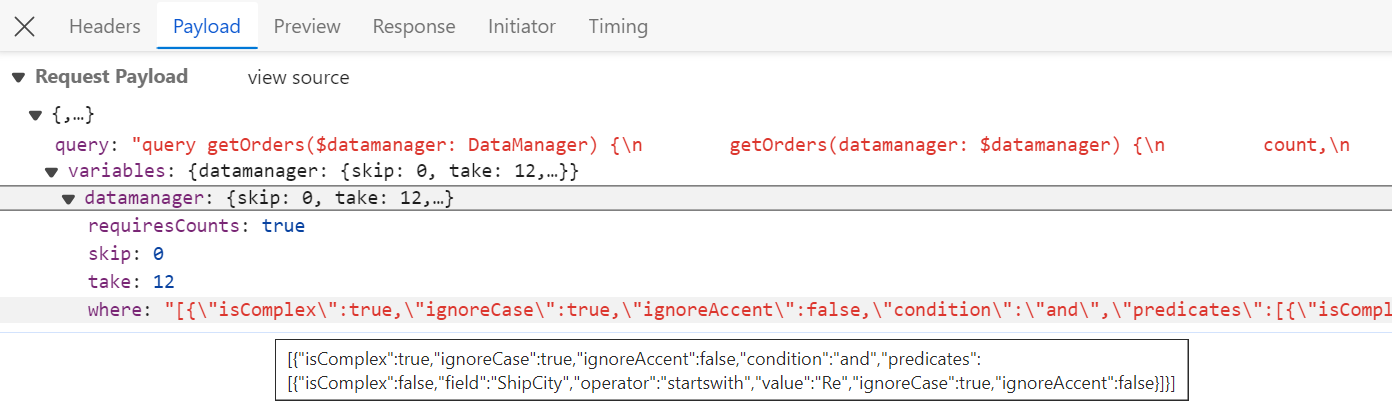 Headers Payload Preview Response Initiator Timing
Request Payload view source
{,…}
query: "query getOrders($datamanager: DataManager) {\n getOrders(datamanager: $datamanager) {\n count,\n
variables: {datamanager: {skip: 0, take: 12,…}}
datamanager: {skip: 0, take: 12,…}
requiresCounts: true
skip: 0
take: 12
where: "[{\"isComplex\":true,\"ignoreCase\":true,\"ignoreAccent\":false,\"condition\":\"and\",\"predicates\":[{\"isCompl
[{"isComplex":true,"ignoreCase":true,"ignoreAccent":false,"condition":"and","predicates":
[{"isComplex":false,"field":"ShipCity","operator":"startswith","value":"Re","ignoreCase":true,"ignoreAccent":false}]}]